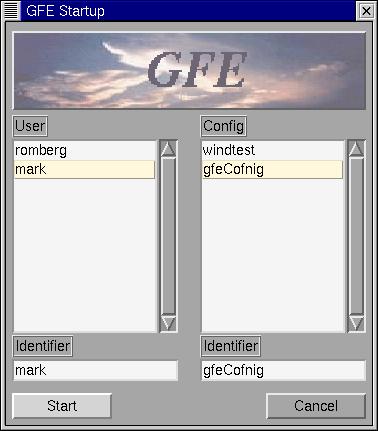 GFE Startup
GFE
User
Config
romberg
windtest
mark
gfeCofnig
Identifier
Identifier
mark
gfeCofnig
Start
Cancel